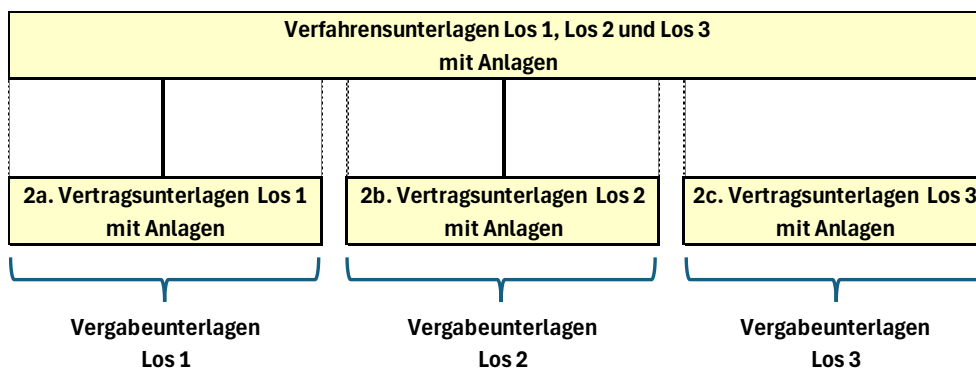 Verfahrensunterlagen Los 1, Los 2 und Los 3
mit Anlagen
2a. Vertragsunterlagen Los 1
mit Anlagen
2b. Vertragsunterlagen Los 2
mit Anlagen
2c. Vertragsunterlagen Los 3
mit Anlagen
Vergabeunterlagen
Los 1
Vergabeunterlagen
Los 2
Vergabeunterlagen
Los 3